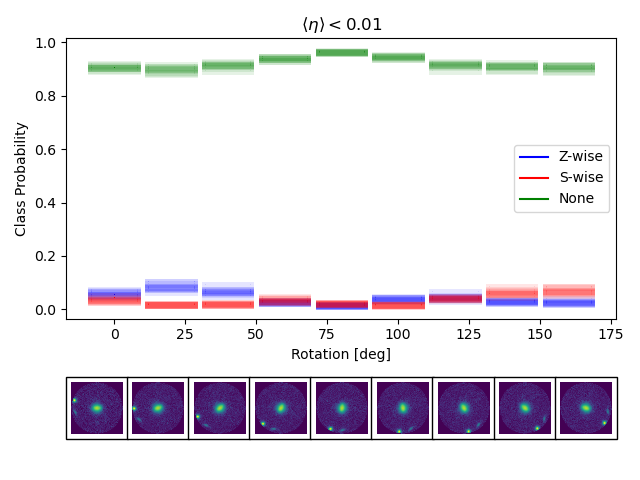 ⟨η⟩ < 0.01
Class Probability
1.0
0.8
0.6
0.4
0.2
0.0
Z-wise
S-wise
None
0 25 50 75 100 125 150 175
Rotation [deg]